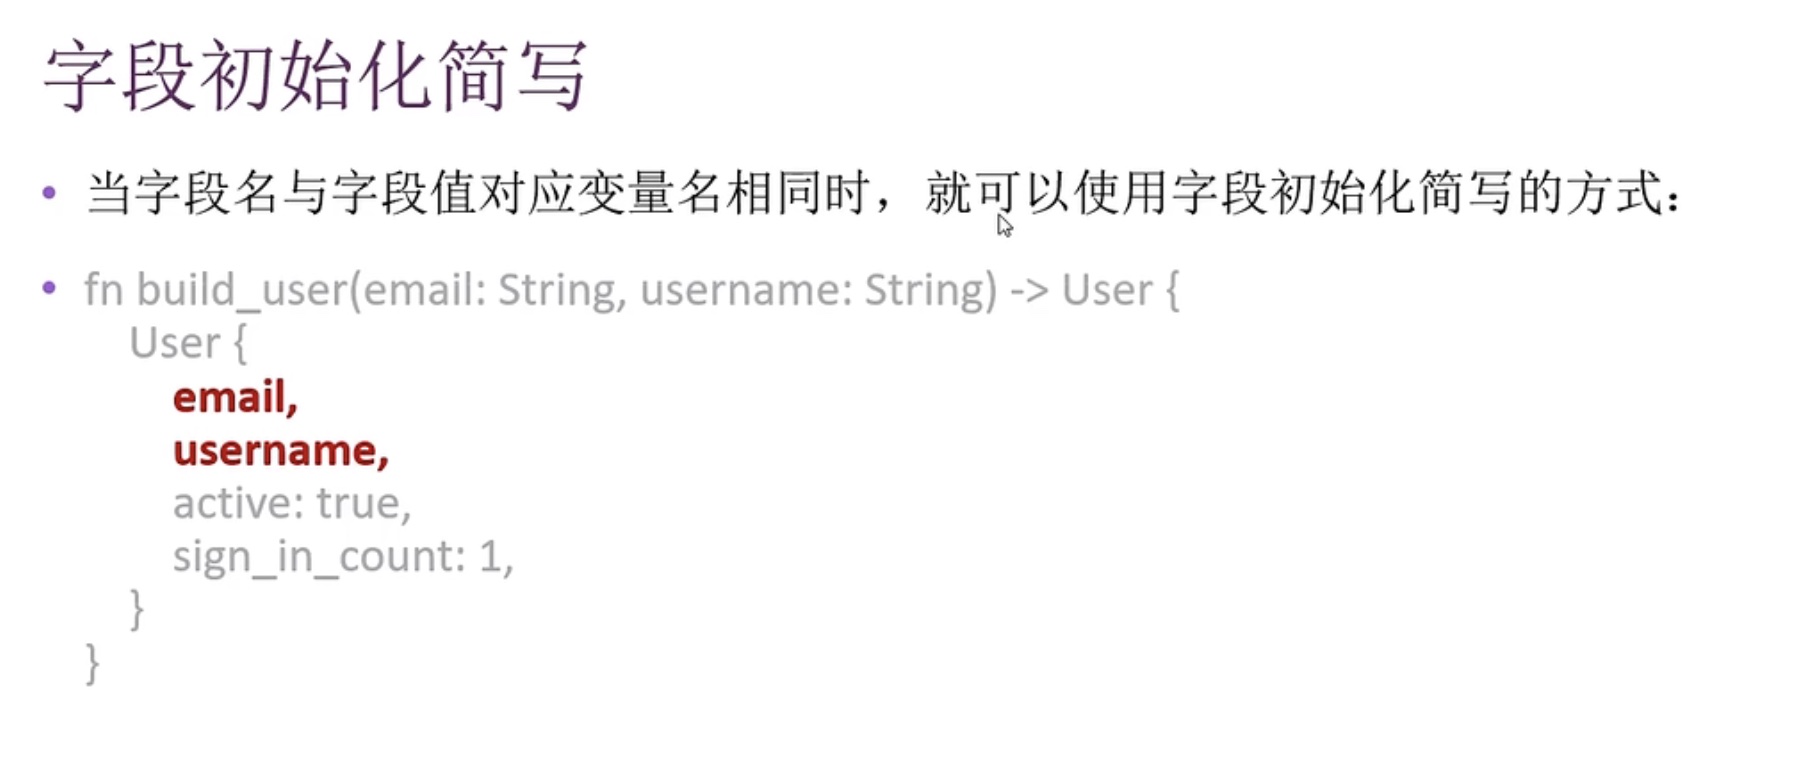 字段初始化简写
• 当字段名与字段值对应变量名相同时，就可以使用字段初始化简写的方式：
• fn build_user(email: String, username: String) -> User {
User {
email,
username,
active: true,
sign_in_count: 1,
}
}